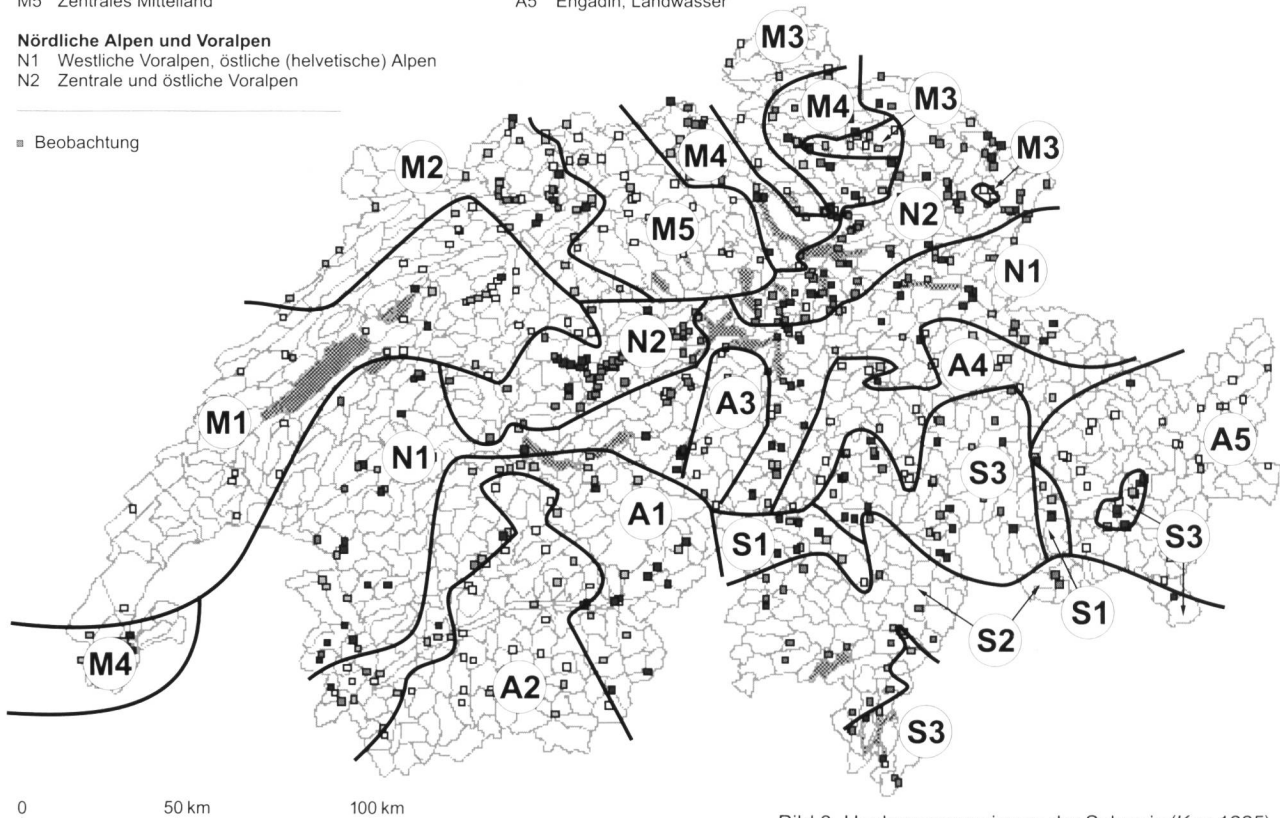 M5 Zentrales Mittelland
A5 Engadin, Landwasser
Nördliche Alpen und Voralpen
N1 Westliche Voralpen, östliche (helvetische) Alpen
N2 Zentrale und östliche Voralpen
Beobachtung
M3
M4
M3
M3
M4
M2
N2
M5
N1
N2
A4
A3
M1
A5
N1
S3
A1
S1
S3
S1
S2
M4
A2
S3
0 50 km 100 km